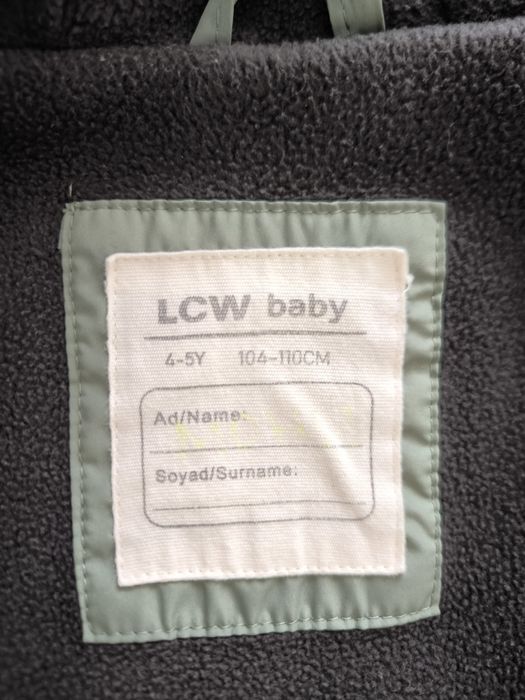 LCW baby
4-5Y 104-110CM
Ad/Name:
Soyad/Surname: